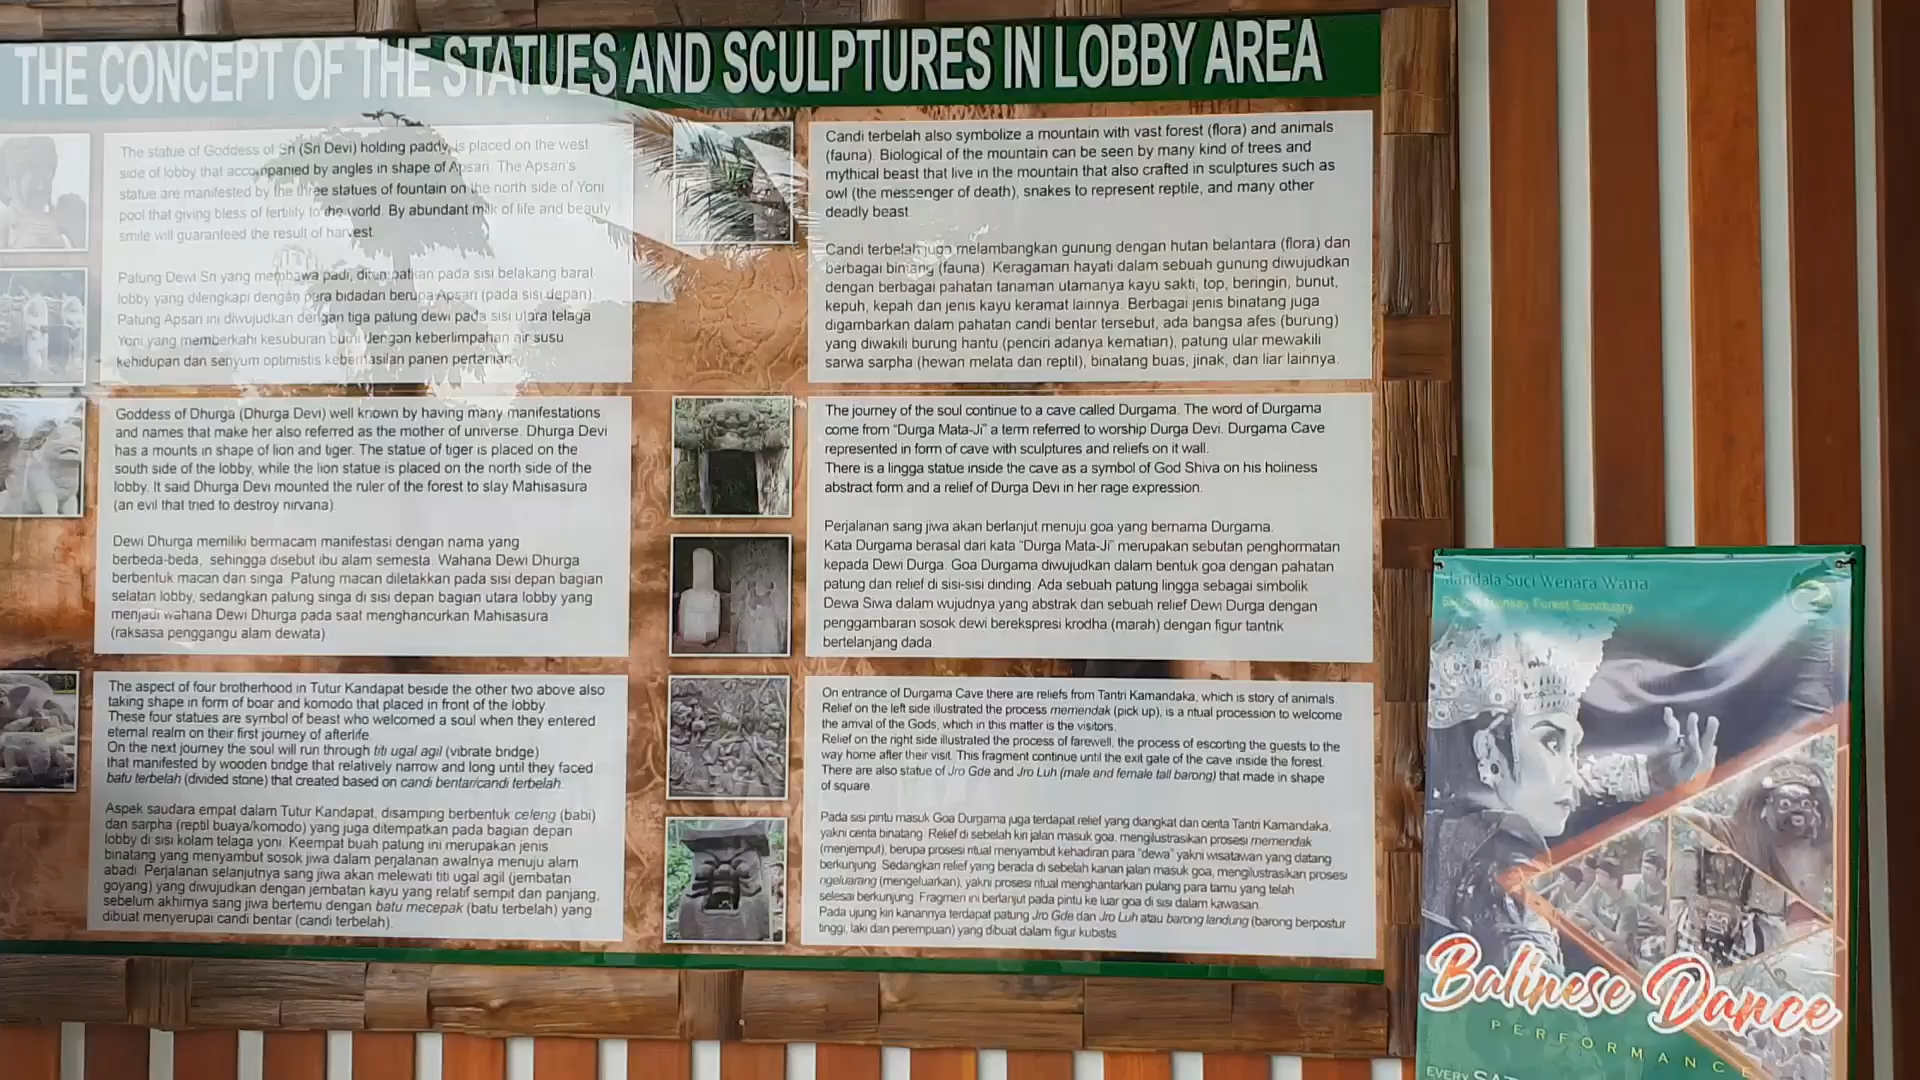 THE CONCEPT OF THE STATUES AND SCULPTURES IN LOBBY AREA
The statue of Goddess of Sri (Sri Devi) holding paddy, is placed on the west
side of lobby that accompanied by angles in shape of Apsari. The Apsari's
statue are manifested by the three statues of fountain on the north side of Yoni
pool that giving bless of fertility to the world. By abundant milk of life and beauty
smile will guaranteed the result of harvest.
Patung Dewi Sri yang membawa padi, ditempatkan pada sisi belakang barat
lobby yang dilengkapi dengan para bidadari berupa Apsari (pada sisi depan).
Patung Apsari ini diwujudkan dengan tiga patung dewi pada sisi utara telaga
Yoni yang memberkahi kesuburan bumi dengan keberlimpahan air susu
kehidupan dan senyum optimistis keberhasilan panen pertanian.
Goddess of Dhurga (Dhurga Devi) well known by having many manifestations
and names that make her also referred as the mother of universe. Dhurga Devi
has a mounts in shape of lion and tiger. The statue of tiger is placed on the
south side of the lobby, while the lion statue is placed on the north side of the
lobby. It said Dhurga Devi mounted the ruler of the forest to slay Mahisasura
(an evil that tried to destroy nirvana).
Dewi Dhurga memiliki bermacam manifestasi dengan nama yang
berbeda-beda, sehingga disebut ibu alam semesta. Wahana Dewi Dhurga
berbentuk macan dan singa. Patung macan diletakkan pada sisi depan bagian
selatan lobby, sedangkan patung singa di sisi depan bagian utara lobby yang
menjadi wahana Dewi Dhurga pada saat menghancurkan Mahisasura
(raksasa penggangu alam dewata).
The aspect of four brotherhood in Tutur Kandapat beside the other two above also
taking shape in form of boar and komodo that placed in front of the lobby.
These four statues are symbol of beast who welcomed a soul when they entered
eternal realm on their first journey of afterlife.
On the next journey the soul will run through titi ugal agil (vibrate bridge)
that manifested by wooden bridge that relatively narrow and long until they faced
batu terbelah (divided stone) that created based on candi bentar/candi terbelah.
Aspek saudara empat dalam Tutur Kandapat, disamping berbentuk celeng (babi)
dan sarpha (reptil buaya/komodo) yang juga ditempatkan pada bagian depan
lobby di sisi kolam telaga yoni. Keempat buah patung ini merupakan jenis
binatang yang menyambut sosok jiwa dalam perjalanan awalnya menuju alam
abadi. Perjalanan selanjutnya sang jiwa akan melewati titi ugal agil (jembatan
goyang) yang diwujudkan dengan jembatan kayu yang relatif sempit dan panjang,
sebelum akhirnya sang jiwa bertemu dengan batu mecepak (batu terbelah) yang
dibuat menyerupai candi bentar (candi terbelah).
Candi terbelah also symbolize a mountain with vast forest (flora) and animals
(fauna). Biological of the mountain can be seen by many kind of trees and
mythical beast that live in the mountain that also crafted in sculptures such as
owl (the messenger of death), snakes to represent reptile, and many other
deadly beast.
Candi terbelah juga melambangkan gunung dengan hutan belantara (flora) dan
berbagai bintang (fauna). Keragaman hayati dalam sebuah gunung diwujudkan
dengan berbagai pahatan tanaman utamanya kayu sakti, top, beringin, bunut,
kepuh, kepah dan jenis kayu keramat lainnya. Berbagai jenis binatang juga
digambarkan dalam pahatan candi bentar tersebut, ada bangsa afes (burung)
yang diwakili burung hantu (penciri adanya kematian), patung ular mewakili
sarwa sarpha (hewan melata dan reptil), binatang buas, jinak, dan liar lainnya.
The journey of the soul continue to a cave called Durgama. The word of Durgama
come from "Durga Mata-Ji" a term referred to worship Durga Devi. Durgama Cave
represented in form of cave with sculptures and reliefs on it wall.
There is a lingga statue inside the cave as a symbol of God Shiva on his holiness
abstract form and a relief of Durga Devi in her rage expression.
Perjalanan sang jiwa akan berlanjut menuju goa yang bernama Durgama.
Kata Durgama berasal dari kata "Durga Mata-Ji" merupakan sebutan penghormatan
kepada Dewi Durga. Goa Durgama diwujudkan dalam bentuk goa dengan pahatan
patung dan relief di sisi-sisi dinding. Ada sebuah patung lingga sebagai simbolik
Dewa Siwa dalam wujudnya yang abstrak dan sebuah relief Dewi Durga dengan
penggambaran sosok dewi berekspresi krodha (marah) dengan figur tantrik
bertelanjang dada.
On entrance of Durgama Cave there are reliefs from Tantri Kamandaka, which is story of animals.
Relief on the left side illustrated the process memendak (pick up), is a ritual procession to welcome
the arrival of the Gods, which in this matter is the visitors.
Relief on the right side illustrated the process of farewell, the process of escorting the guests to the
way home after their visit. This fragment continue until the exit gate of the cave inside the forest.
There are also statue of Jro Gde and Jro Luh (male and female tall barong) that made in shape
of square.
Pada sisi pintu masuk Goa Durgama juga terdapat relief yang diangkat dari cerita Tantri Kamandaka,
yakni cerita binatang. Relief di sebelah kiri jalan masuk goa, mengilustrasikan prosesi memendak
(menjemput), berupa prosesi ritual menyambut kehadiran para "dewa" yakni wisatawan yang datang
berkunjung. Sedangkan relief yang berada di sebelah kanan jalan masuk goa, mengilustrasikan prosesi
ngeluarang (mengeluarkan), yakni prosesi ritual menghantarkan pulang para tamu yang telah
selesai berkunjung. Fragmen ini berlanjut pada pintu ke luar goa di sisi dalam kawasan.
Pada ujung kiri kanannya terdapat patung Jro Gde dan Jro Luh atau barong landung (barong berpostur
tinggi, laki dan perempuan) yang dibuat dalam figur kubistis.
Mandala Suci Wenara Wana
Monkey Forest Sanctuary
Balinese Dance
PERFORMANCE
EVERY